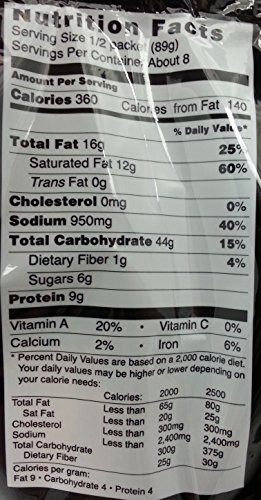 Nutrition Facts
Serving Size 1/2 packet (89g)
Servings Per Container About 8
Amount Per Serving
Calories 360 Calories from Fat 140
% Daily Value*
Total Fat 16g 25%
Saturated Fat 12g 60%
Trans Fat 0g
Cholesterol 0mg 0%
Sodium 950mg 40%
Total Carbohydrate 44g 15%
Dietary Fiber 1g 4%
Sugars 6g
Protein 9g
Vitamin A 20% • Vitamin C 0%
Calcium 2% • Iron 6%
* Percent Daily Values are based on a 2,000 calorie diet.
Your daily values may be higher or lower depending on
your calorie needs:
Calories: 2000 2500
Total Fat Less than 65g 80g
Sat Fat Less than 20g 25g
Cholesterol Less than 300mg 300mg
Sodium Less than 2,400mg 2,400mg
Total Carbohydrate 300g 375g
Dietary Fiber 25g 30g
Calories per gram:
Fat 9 • Carbohydrate 4 • Protein 4